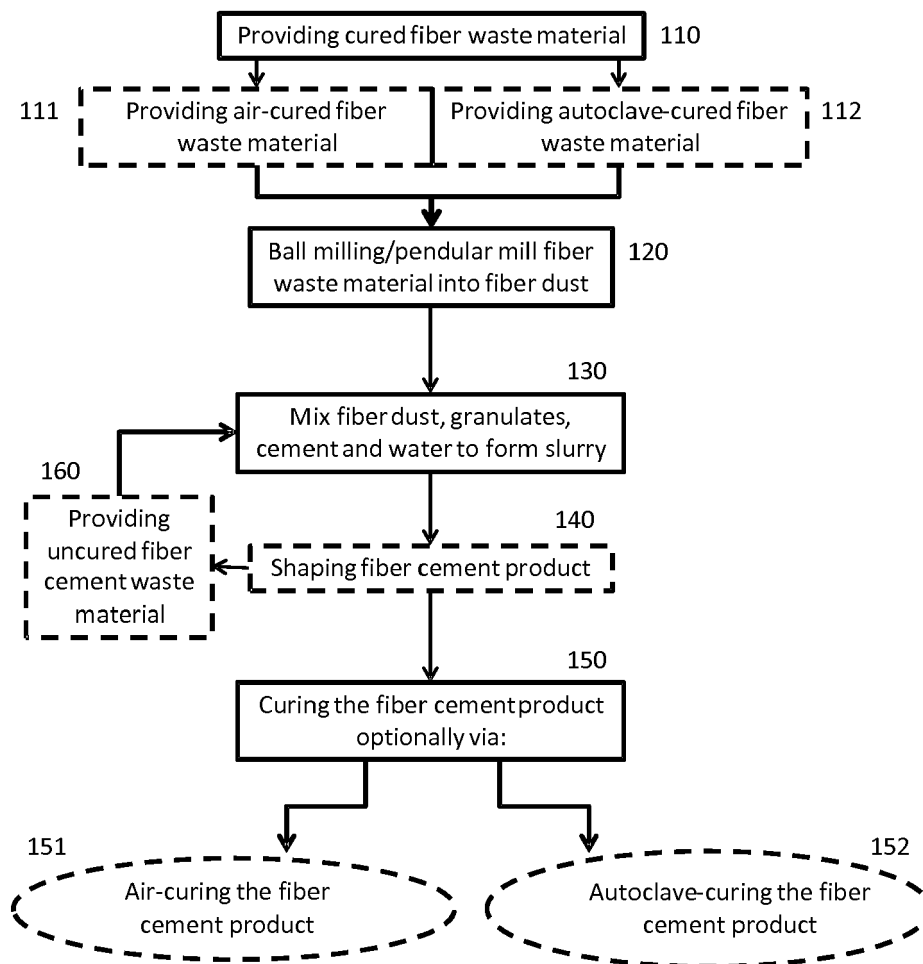 Providing cured fiber waste material 110
111
Providing air-cured fiber
waste material
Providing autoclave-cured fiber
waste material
112
Ball milling/pendular mill fiber
waste material into fiber dust
120
130
Mix fiber dust, granulates,
cement and water to form slurry
160
Providing
uncured fiber
cement waste
material
140
Shaping fiber cement product
150
Curing the fiber cement product
optionally via:
151
Air-curing the fiber
cement product
152
Autoclave-curing the fiber
cement product